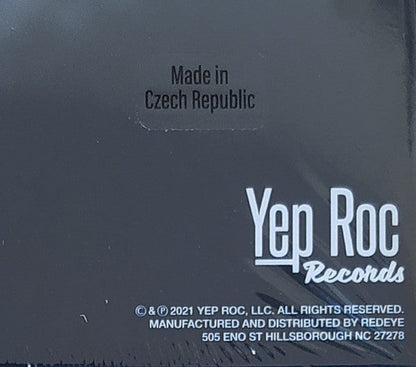 Made in
Czech Republic
Yep Roc
Records
© & ℗ 2021 YEP ROC, LLC. ALL RIGHTS RESERVED.
MANUFACTURED AND DISTRIBUTED BY REDEYE
505 ENO ST HILLSBOROUGH NC 27278